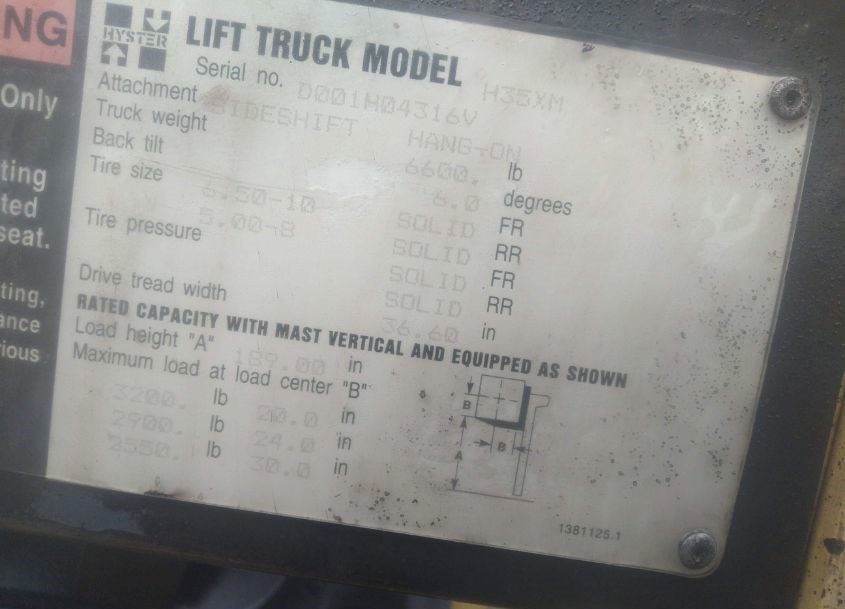 NG
Only
ting
ted
seat.
ting,
ance
rious
HYSTER
LIFT TRUCK MODEL H35XM
Serial no. D001H04316V
Attachment SIDESHIFT HANG-ON
Truck weight 6600. lb
Back tilt 6.0 degrees
Tire size 6.50-10 SOLID FR
5.00-8 SOLID RR
Tire pressure SOLID FR
SOLID RR
Drive tread width 36.60 in
RATED CAPACITY WITH MAST VERTICAL AND EQUIPPED AS SHOWN
Load height "A" 189.00 in
Maximum load at load center "B"
3200. lb 20.0 in
2900. lb 24.0 in
2550. lb 30.0 in
B
B
A
1381125.1